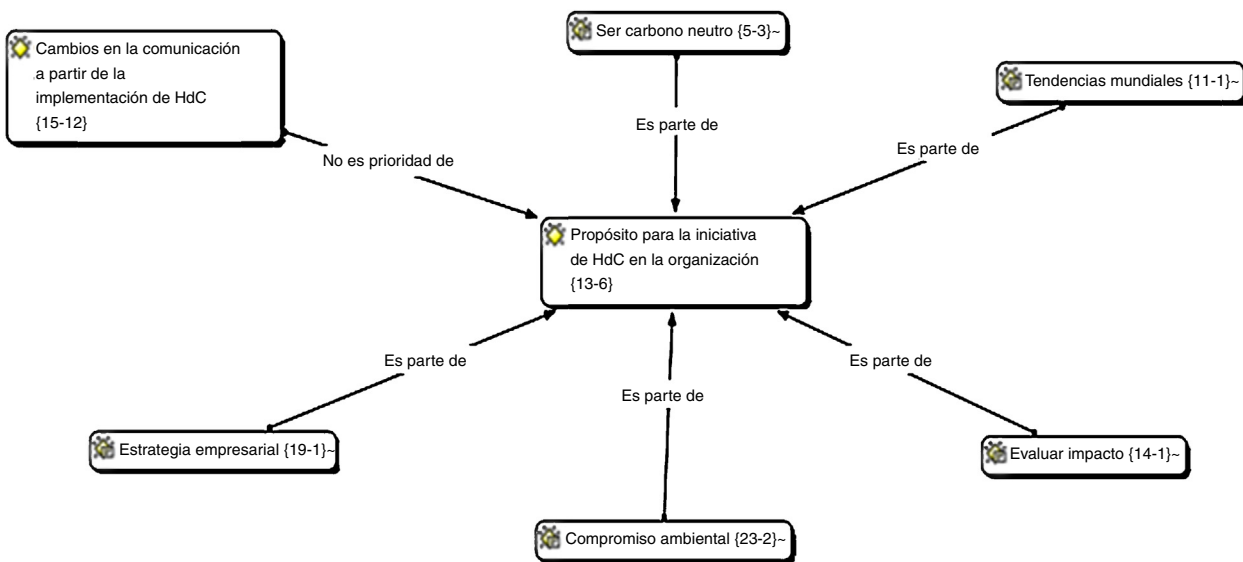 Ser carbono neutro {5-3}~
Cambios en la comunicación
a partir de la
implementación de HdC
{15-12}
Tendencias mundiales {11-1}~
Es parte de
Es parte de
No es prioridad de
Propósito para la iniciativa
de HdC en la organización
{13-6}
Es parte de
Es parte de
Es parte de
Estrategia empresarial {19-1}~
Evaluar impacto {14-1}~
Compromiso ambiental {23-2}~